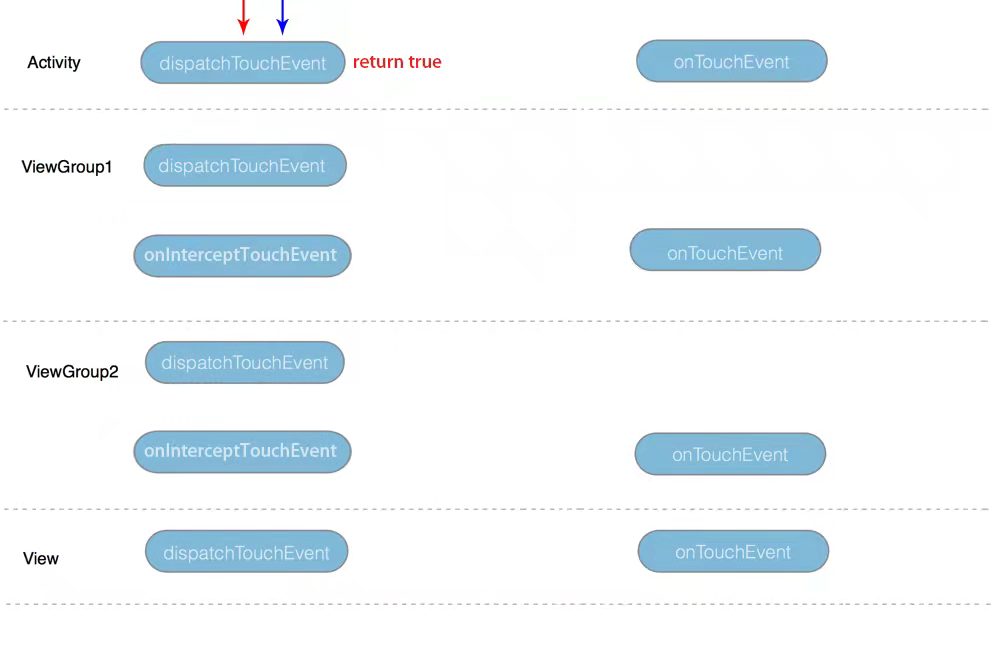 Activity dispatchTouchEvent return true onTouchEvent
ViewGroup1 dispatchTouchEvent
onInterceptTouchEvent onTouchEvent
ViewGroup2 dispatchTouchEvent
onInterceptTouchEvent onTouchEvent
View dispatchTouchEvent onTouchEvent